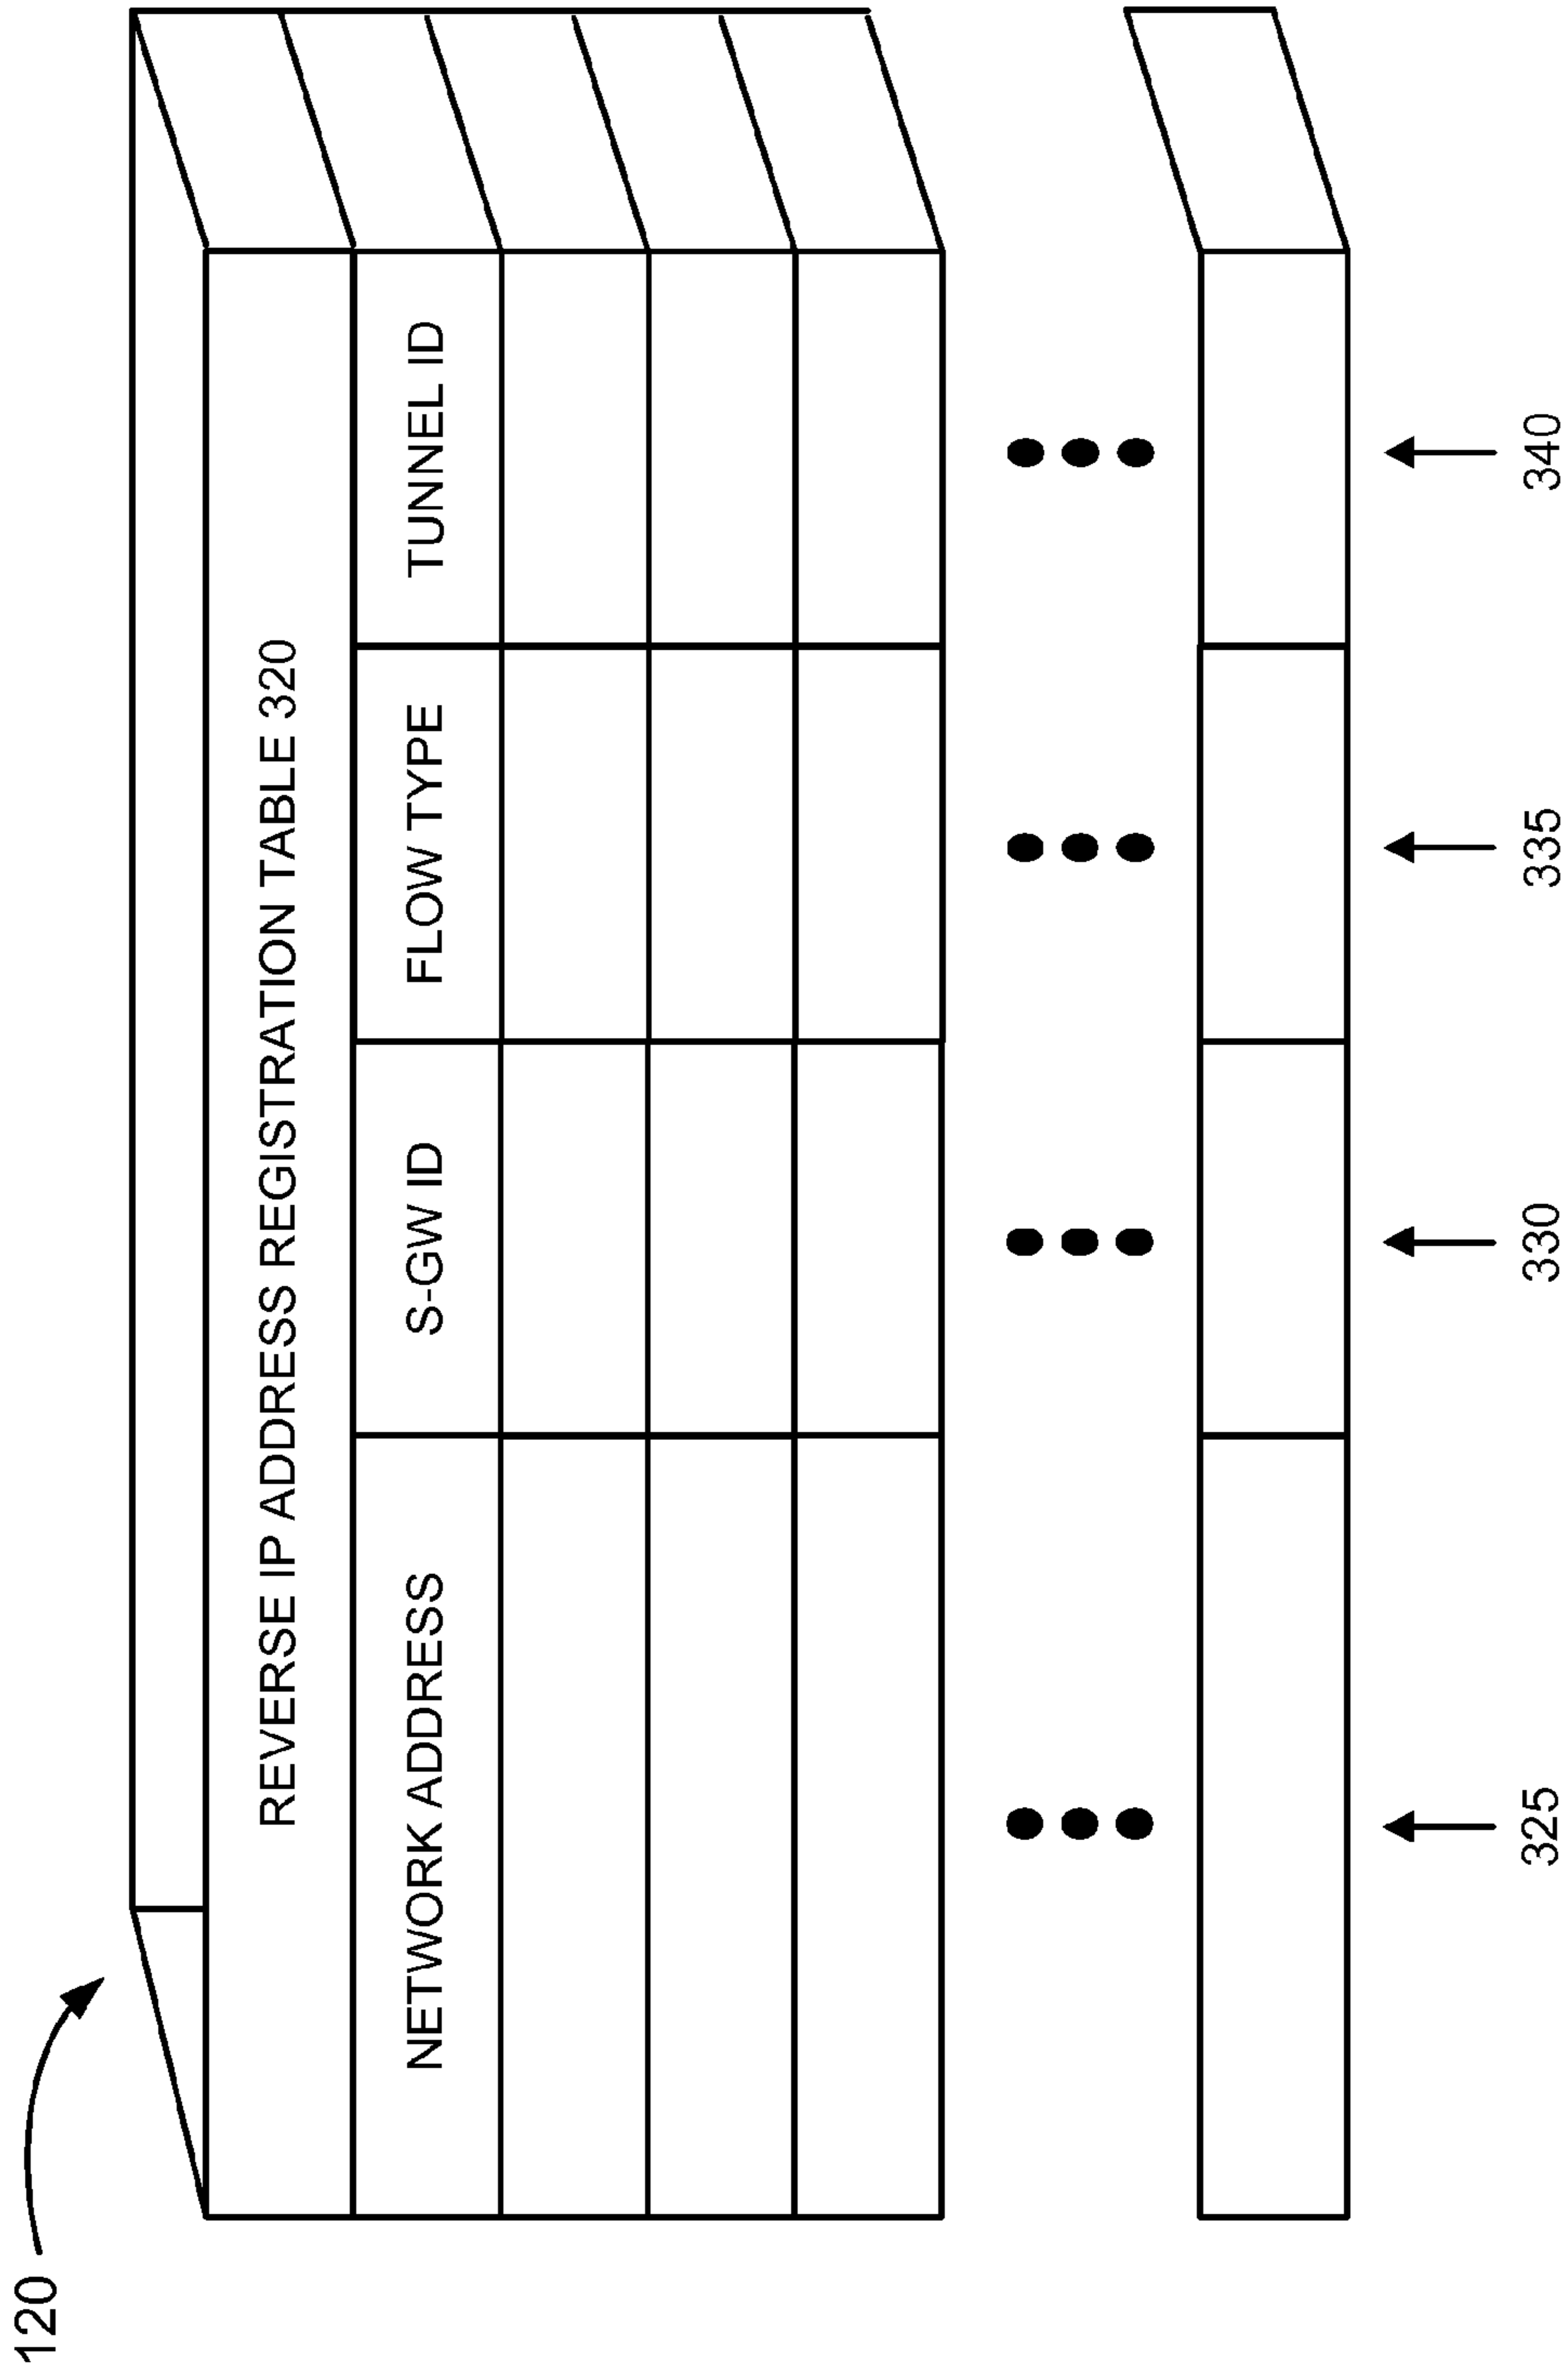 120
REVERSE IP ADDRESS REGISTRATION TABLE 320
NETWORK ADDRESS
S-GW ID
FLOW TYPE
TUNNEL ID
325
330
335
340